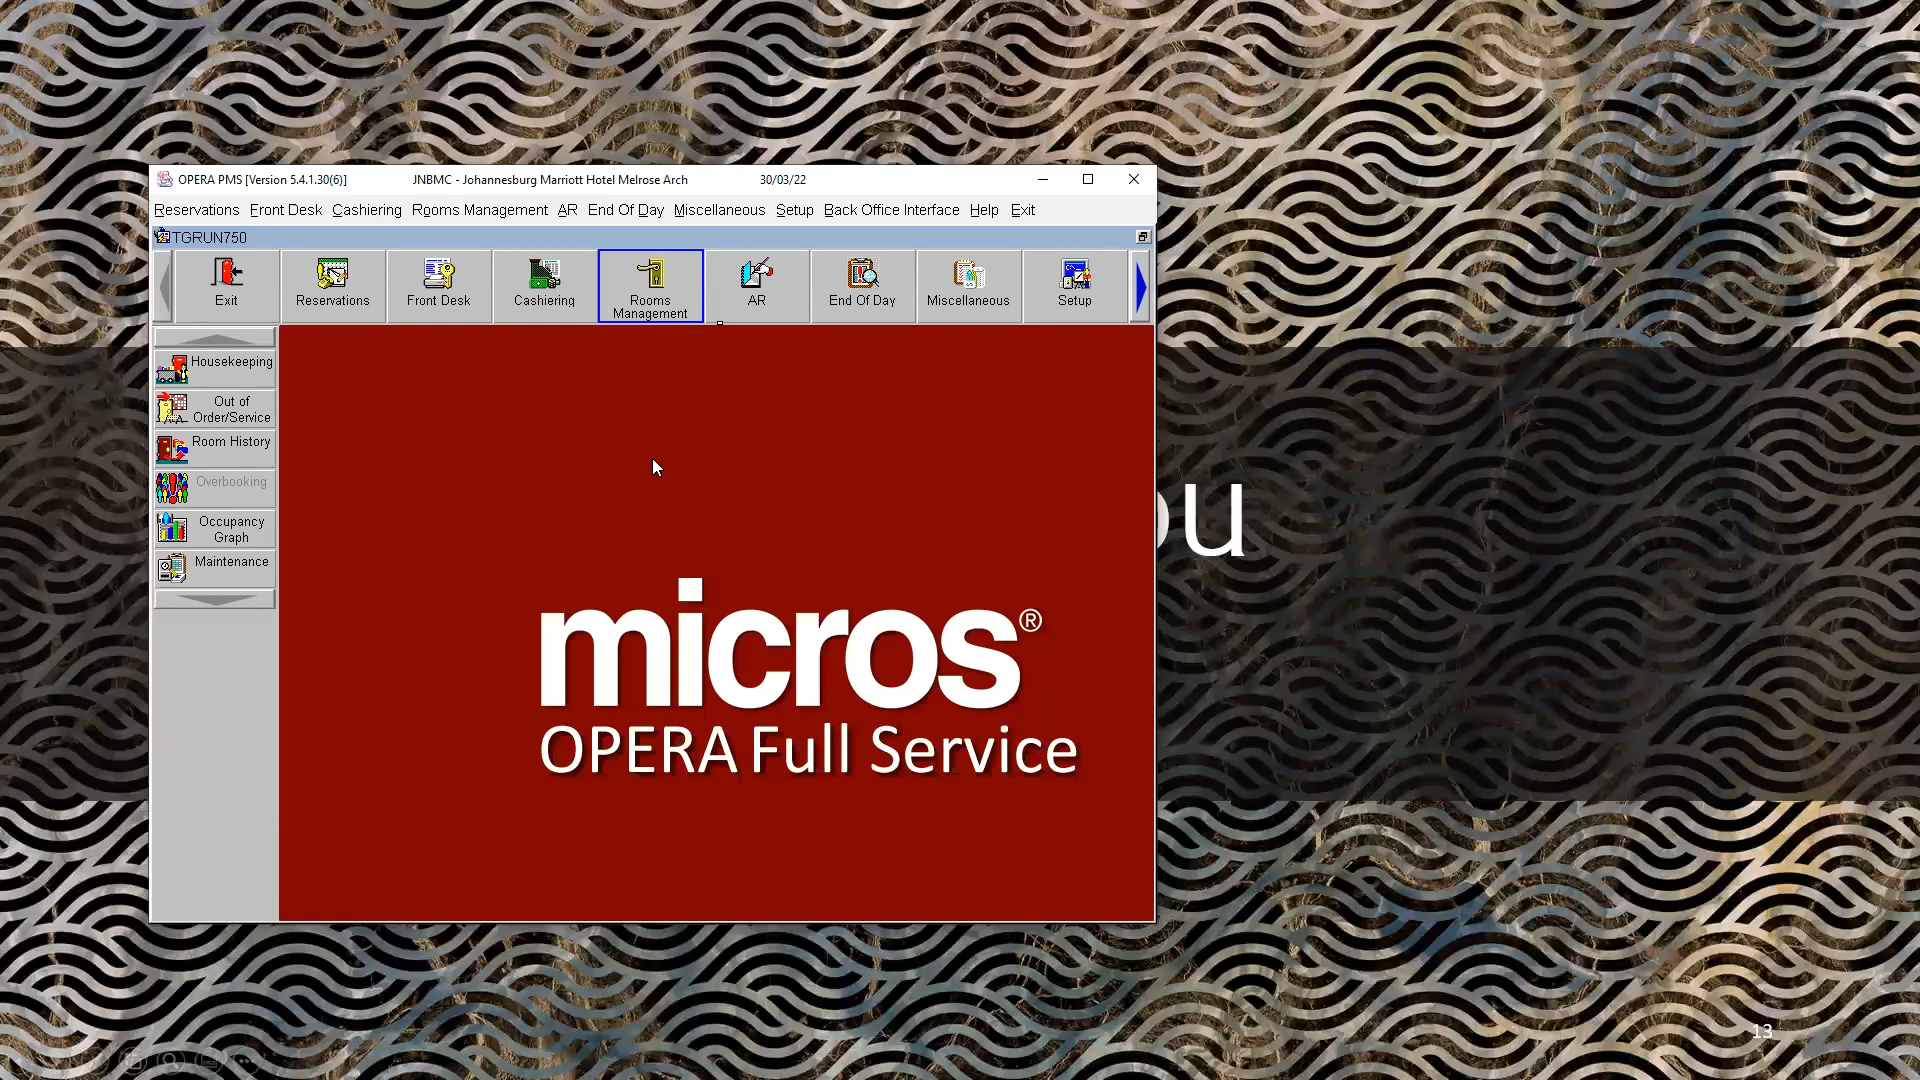 OPERA PMS [Version 5.4.1.30(6)] JNBMC - Johannesburg Marriott Hotel Melrose Arch 30/03/22
Reservations Front Desk Cashiering Rooms Management AR End Of Day Miscellaneous Setup Back Office Interface Help Exit
TGRUN750
Exit Reservations Front Desk Cashiering Rooms Management AR End Of Day Miscellaneous Setup
Housekeeping
Out of
Order/Service
Room History
Overbooking
Occupancy
Graph
Maintenance
ou
micros®
OPERA Full Service
13